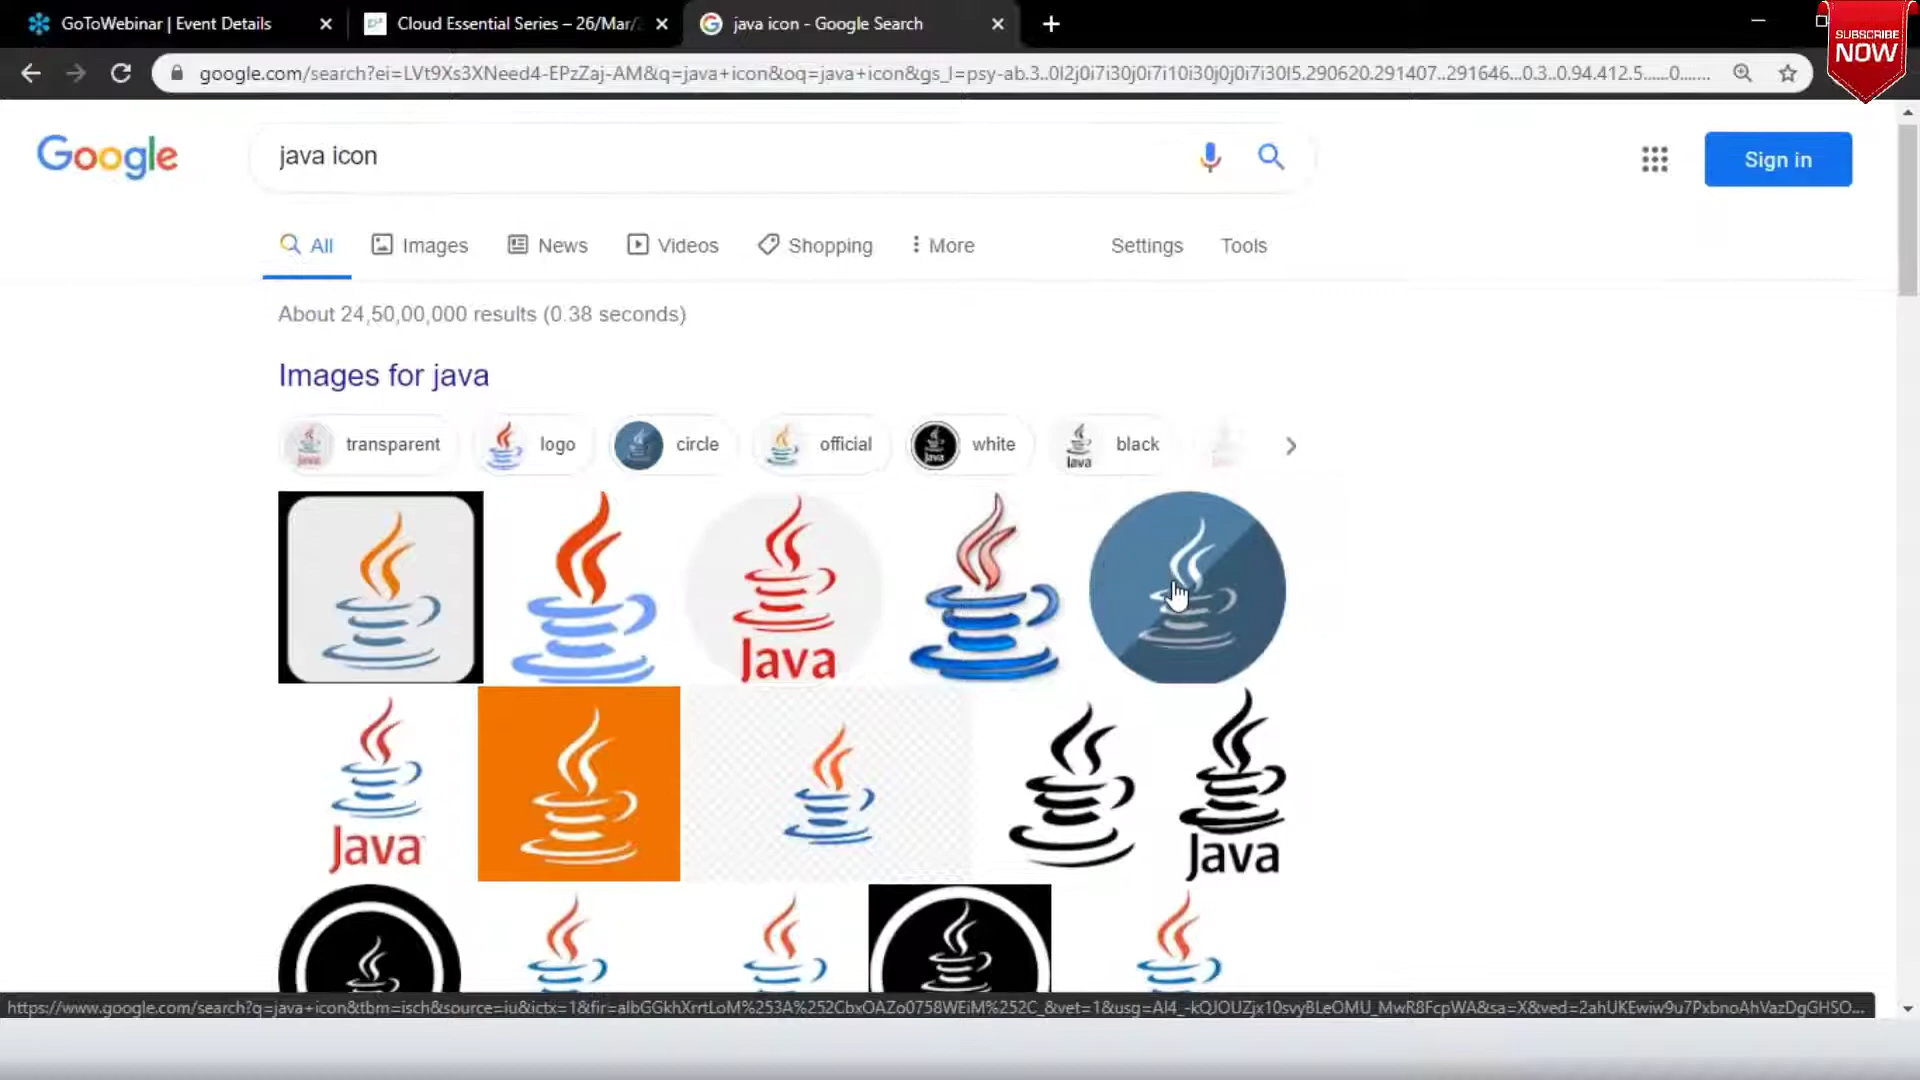 GoToWebinar | Event Details
Cloud Essential Series – 26/Mar/
java icon - Google Search
SUBSCRIBE
NOW
google.com/search?ei=LVt9Xs3XNeed4-EPzZaj-AM&q=java+icon&oq=java+icon&gs_l=psy-ab.3..0l2j0i7i30j0i7i10i30j0j0i7i30l5.290620.291407..291646...0.3..0.94.412.5......0.......
Google
java icon
Sign in
All
Images
News
Videos
Shopping
More
Settings
Tools
About 24,50,00,000 results (0.38 seconds)
Images for java
transparent
logo
circle
official
white
black
Java
Java
Java
https://www.google.com/search?q=java+icon&tbm=isch&source=iu&ictx=1&fir=albGGkhXrrtLoM%253A%252CbxOAZo0758WEiM%252C_&vet=1&usg=AI4_-kQJOUZjx10svyBLeOMU_MwR8FcpWA&sa=X&ved=2ahUKEwiw9u7PxbnoAhVazDgGHSO...